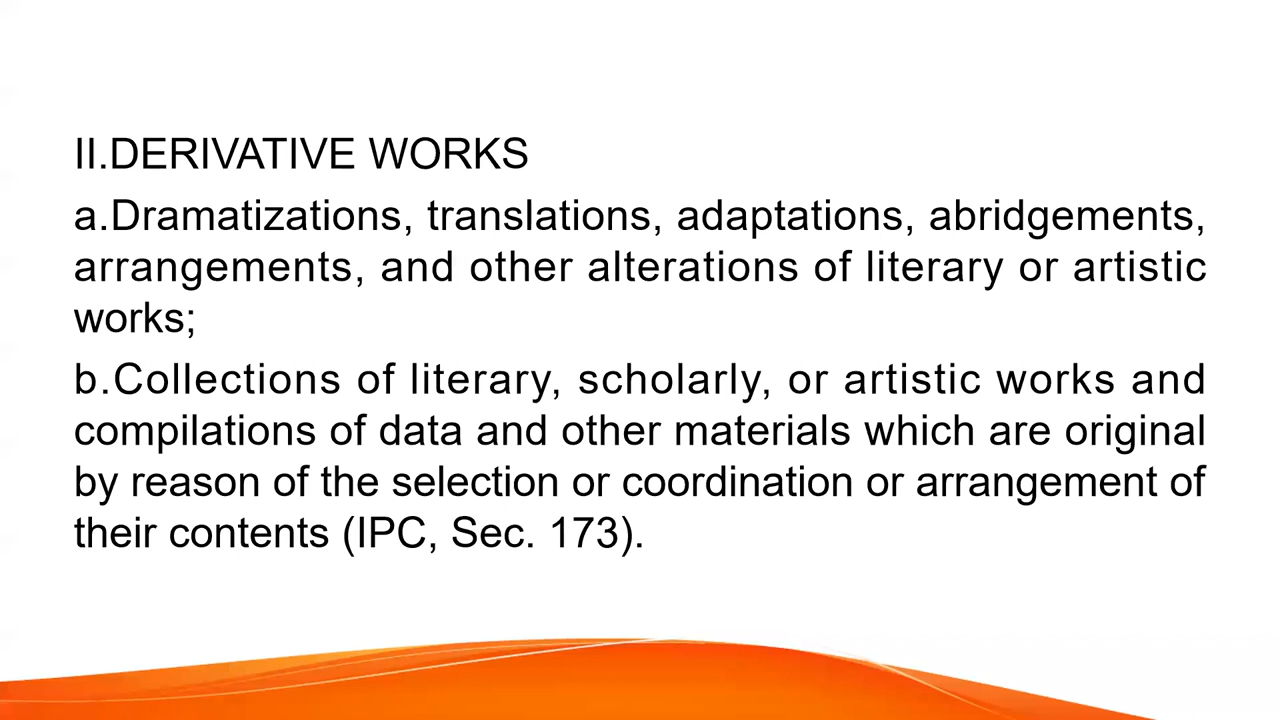 II.DERIVATIVE WORKS
a.Dramatizations, translations, adaptations, abridgements,
arrangements, and other alterations of literary or artistic
works;
b.Collections of literary, scholarly, or artistic works and
compilations of data and other materials which are original
by reason of the selection or coordination or arrangement of
their contents (IPC, Sec. 173).